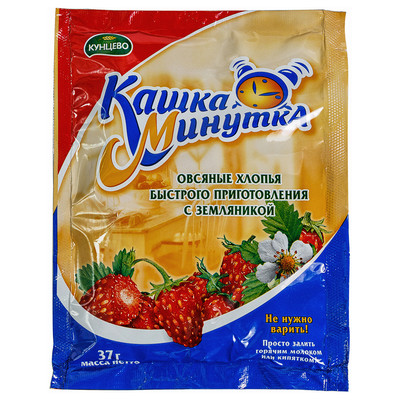 КУНЦЕВО
Кашка
Минутка
ОВСЯНЫЕ ХЛОПЬЯ
БЫСТРОГО ПРИГОТОВЛЕНИЯ
С ЗЕМЛЯНИКОЙ
Не нужно
варить!
Просто залить
горячим молоком
или кипятком
37г
масса нетто